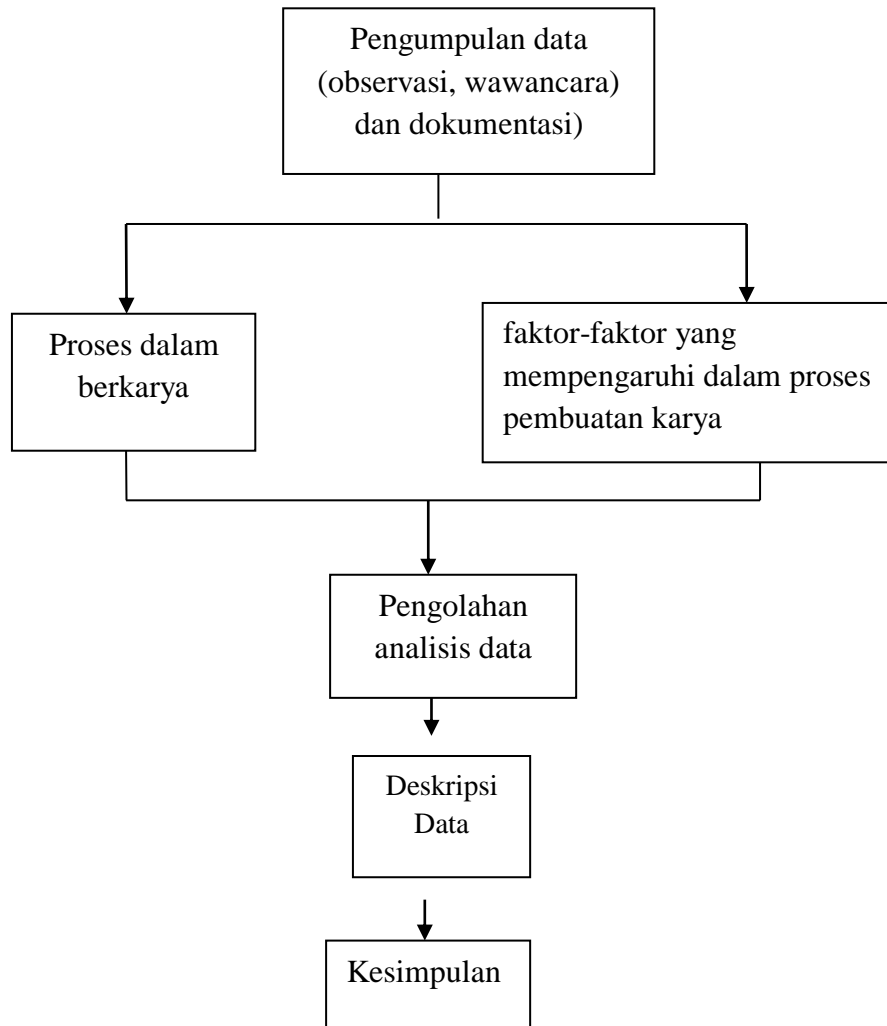 Pengumpulan data
(observasi, wawancara)
dan dokumentasi)
Proses dalam
berkarya
faktor-faktor yang
mempengaruhi dalam proses
pembuatan karya
Pengolahan
analisis data
Deskripsi
Data
Kesimpulan